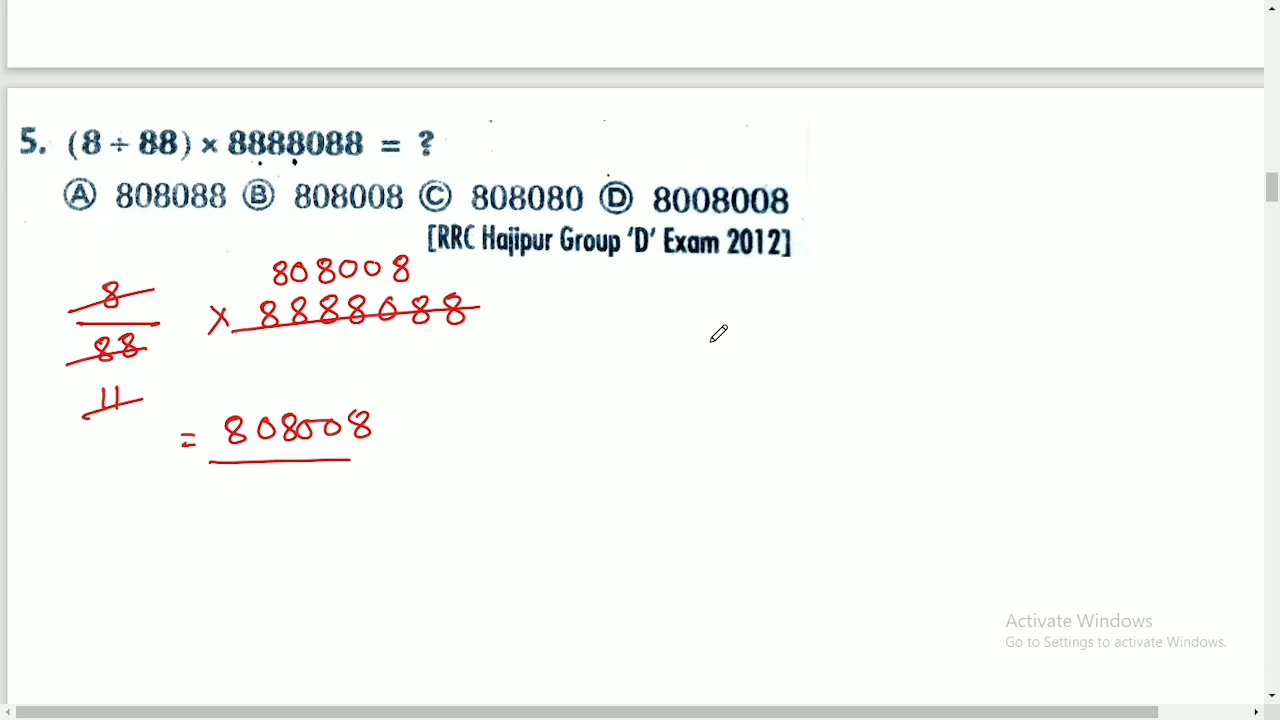 5. (8 ÷ 88) × 8888088 = ?
Ⓐ 808088 Ⓑ 808008 Ⓒ 808080 Ⓓ 8008008
[RRC Hajipur Group 'D' Exam 2012]
808008
8
× 8888088
88
11
= 808008
Activate Windows
Go to Settings to activate Windows.